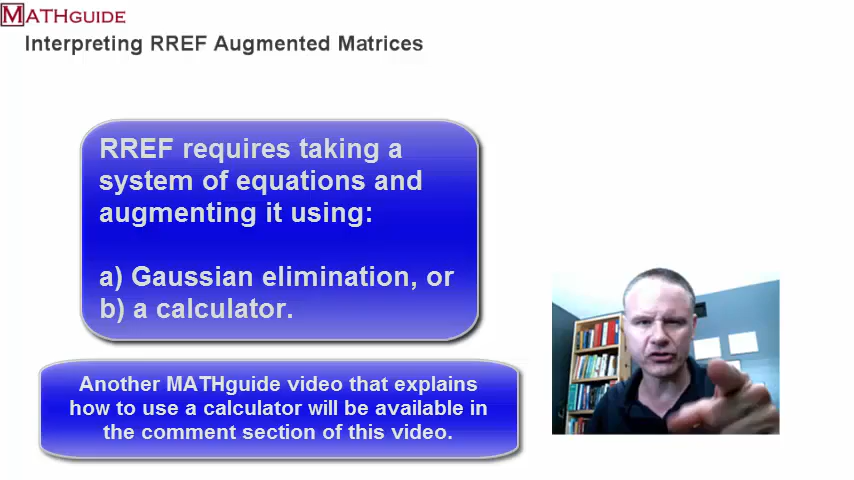 MATHGUIDE
Interpreting RREF Augmented Matrices
RREF requires taking a
system of equations and
augmenting it using:
a) Gaussian elimination, or
b) a calculator.
Another MATHguide video that explains
how to use a calculator will be available in
the comment section of this video.